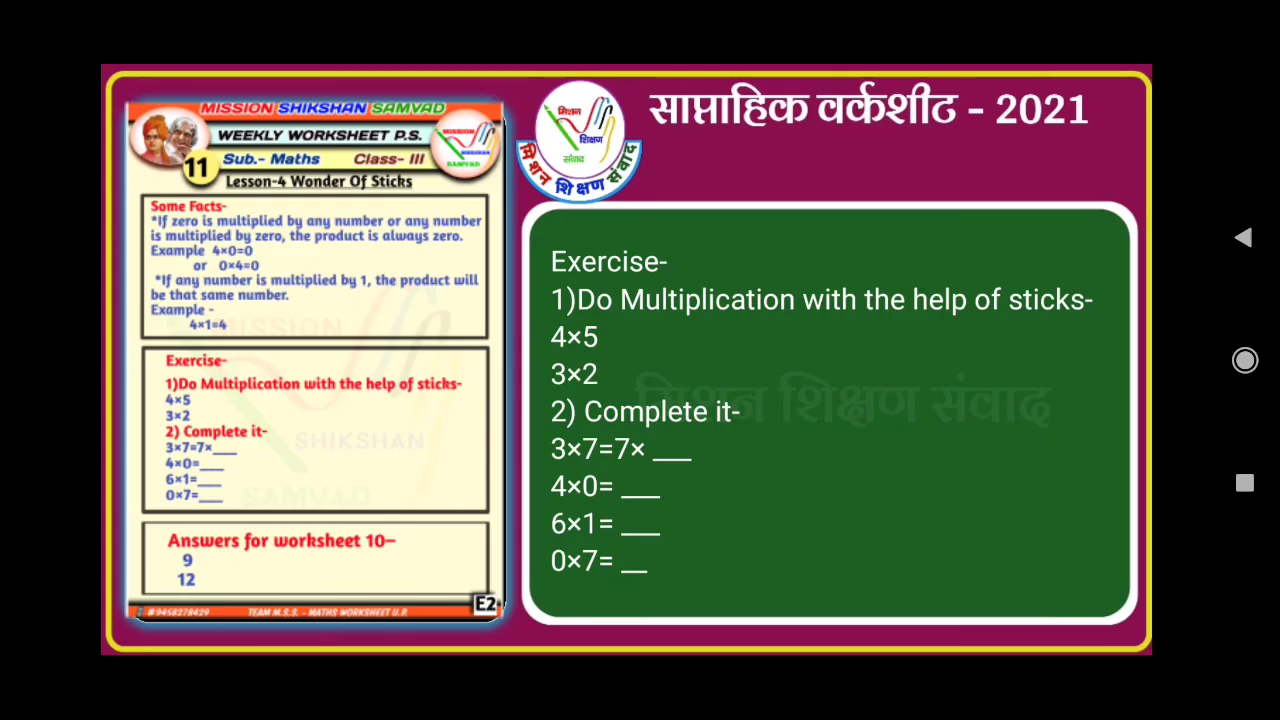 MISSION SHIKSHAN SAMVAD
WEEKLY WORKSHEET P.S.
11
Sub.- Maths Class- III
Lesson-4 Wonder Of Sticks
MISSION
SHIKSHAN
SAMVAD
Some Facts-
*If zero is multiplied by any number or any number
is multiplied by zero, the product is always zero.
Example 4×0=0
or 0×4=0
*If any number is multiplied by 1, the product will
be that same number.
Example -
4×1=4
MISSION
Exercise-
1)Do Multiplication with the help of sticks-
4×5
3×2
2) Complete it-
3×7=7×___
4×0=___
6×1=___
0×7=___
SHIKSHAN
SAMVAD
Answers for worksheet 10–
9
12
#9458278429 TEAM M.S.S. - MATHS WORKSHEET U.P.
E2
मिशन
शिक्षण
संवाद
मिशन शिक्षण संवाद
साप्ताहिक वर्कशीट - 2021
Exercise-
1)Do Multiplication with the help of sticks-
4×5
3×2
मिशन शिक्षण संवाद
2) Complete it-
3×7=7× ___
4×0= ___
6×1= ___
0×7= __